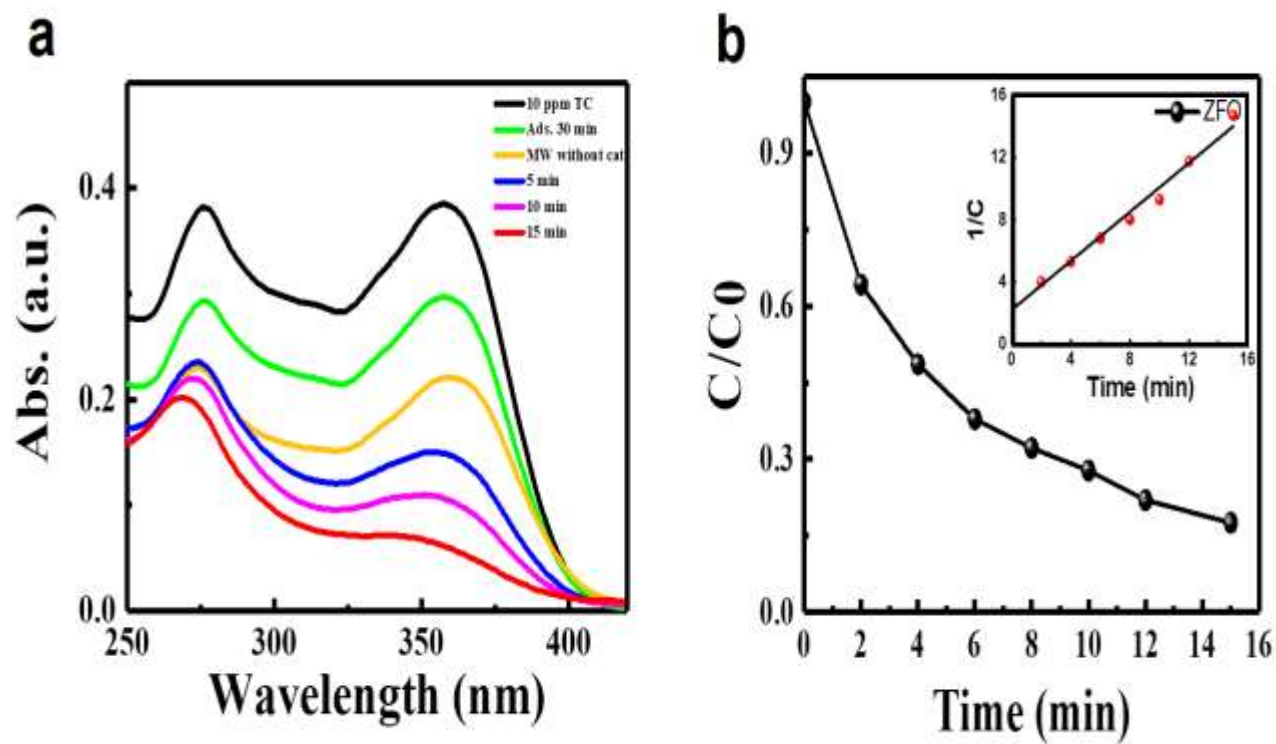 a
Abs. (a.u.)
0.4
0.2
0.0
10 ppm TC
Ads. 30 min
MW without cat
5 min
10 min
15 min
250
300
350
400
Wavelength (nm)
b
C/C0
0.9
0.6
0.3
0.0
0
2
4
6
8
10
12
14
16
Time (min)
ZFO
1/C
16
12
8
4
0
0
4
8
12
16
Time (min)